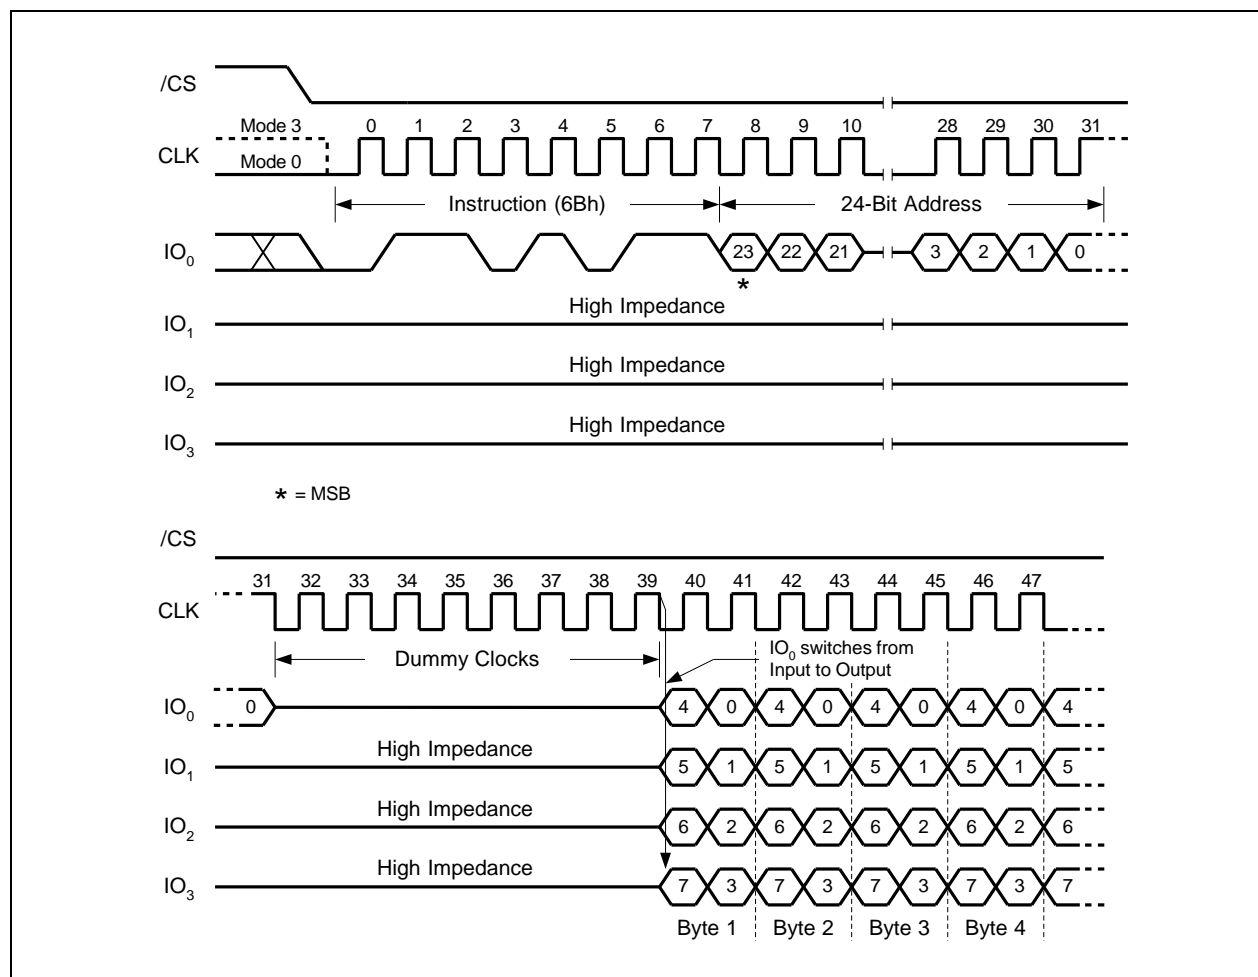 /CS
Mode 3 0 1 2 3 4 5 6 7 8 9 10 28 29 30 31
CLK
Mode 0
Instruction (6Bh) 24-Bit Address
IO0 23 22 21 3 2 1 0
*
High Impedance
IO1
High Impedance
IO2
High Impedance
IO3
* = MSB
/CS
31 32 33 34 35 36 37 38 39 40 41 42 43 44 45 46 47
CLK
Dummy Clocks
IO0 switches from
Input to Output
IO0 0 4 0 4 0 4 0 4 0 4
High Impedance
IO1 5 1 5 1 5 1 5 1 5
High Impedance
IO2 6 2 6 2 6 2 6 2 6
High Impedance
IO3 7 3 7 3 7 3 7 3 7
Byte 1 Byte 2 Byte 3 Byte 4